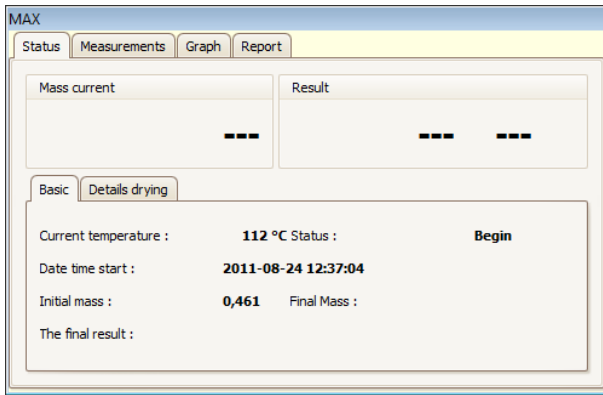 MAX
Status Measurements Graph Report
Mass current Result
--- --- ---
Basic Details drying
Current temperature : 112 °C Status : Begin
Date time start : 2011-08-24 12:37:04
Initial mass : 0,461 Final Mass :
The final result :